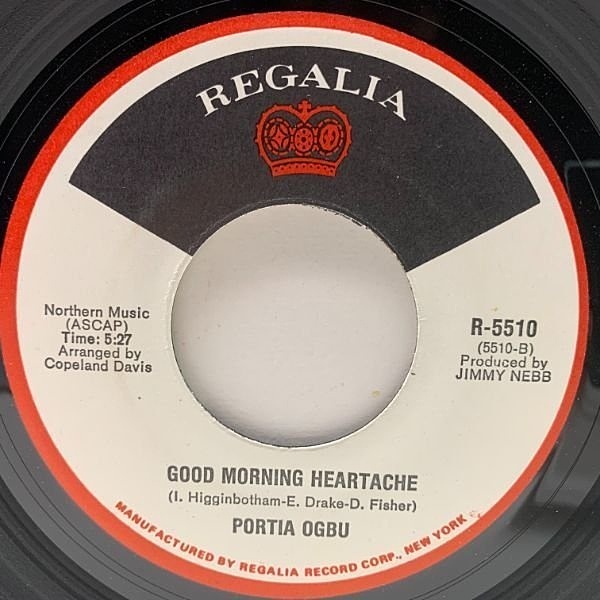 REGALIA
Northern Music
(ASCAP)
Time: 5:27
Arranged by
Copeland Davis
R-5510
(5510-B)
Produced by
JIMMY NEBB
GOOD MORNING HEARTACHE
(I. Higginbotham-E. Drake-D. Fisher)
PORTIA OGBU
MANUFACTURED BY REGALIA RECORD CORP., NEW YORK